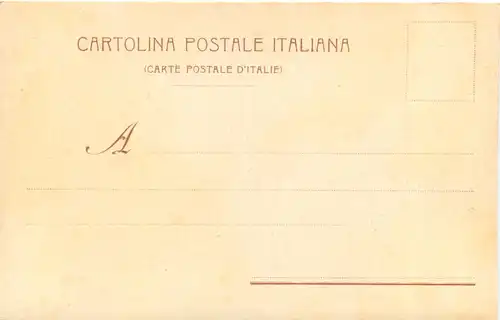 CARTOLINA POSTALE ITALIANA
(CARTE POSTALE D'ITALIE)
A